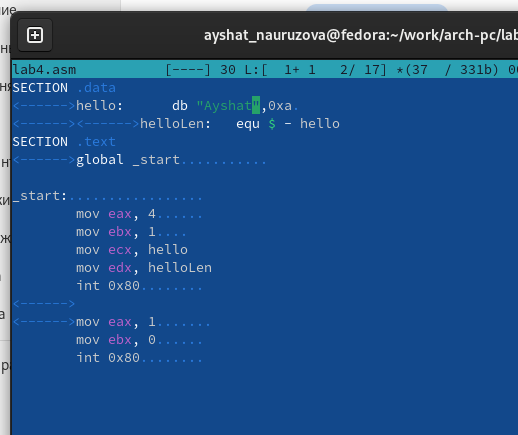 ayshat_nauruzova@fedora:~/work/arch-pc/lab
lab4.asm [----] 30 L:[ 1+ 1 2/ 17] *(37 / 331b) 00
SECTION .data
<------>hello: db "Ayshat",0xa.
<------><------>helloLen: equ $ - hello
SECTION .text
<------>global _start...........
_start:.................
mov eax, 4......
mov ebx, 1....
mov ecx, hello
mov edx, helloLen
int 0x80........
<------>
<------>mov eax, 1.......
mov ebx, 0......
int 0x80........